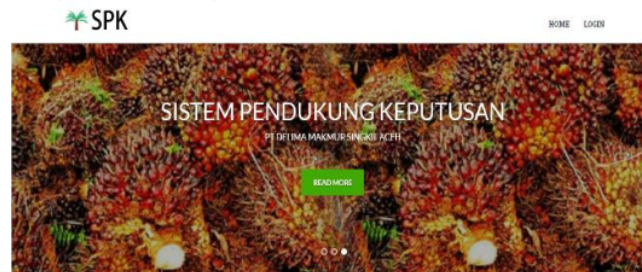 SPK
HOME LOGIN
SISTEM PENDUKUNG KEPUTUSAN
PT DELIMA MAKMUR SINGKIL ACEH
READ MORE